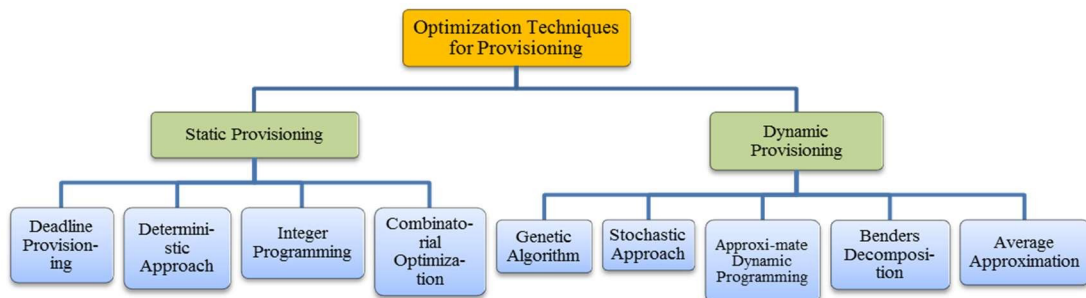 Optimization Techniques
for Provisioning
Static Provisioning
Dynamic
Provisioning
Deadline
Provision-
ing
Determini-
stic
Approach
Integer
Programming
Combinato-
rial
Optimiza-
tion
Genetic
Algorithm
Stochastic
Approach
Approxi-mate
Dynamic
Programming
Benders
Decomposi-
tion
Average
Approximation